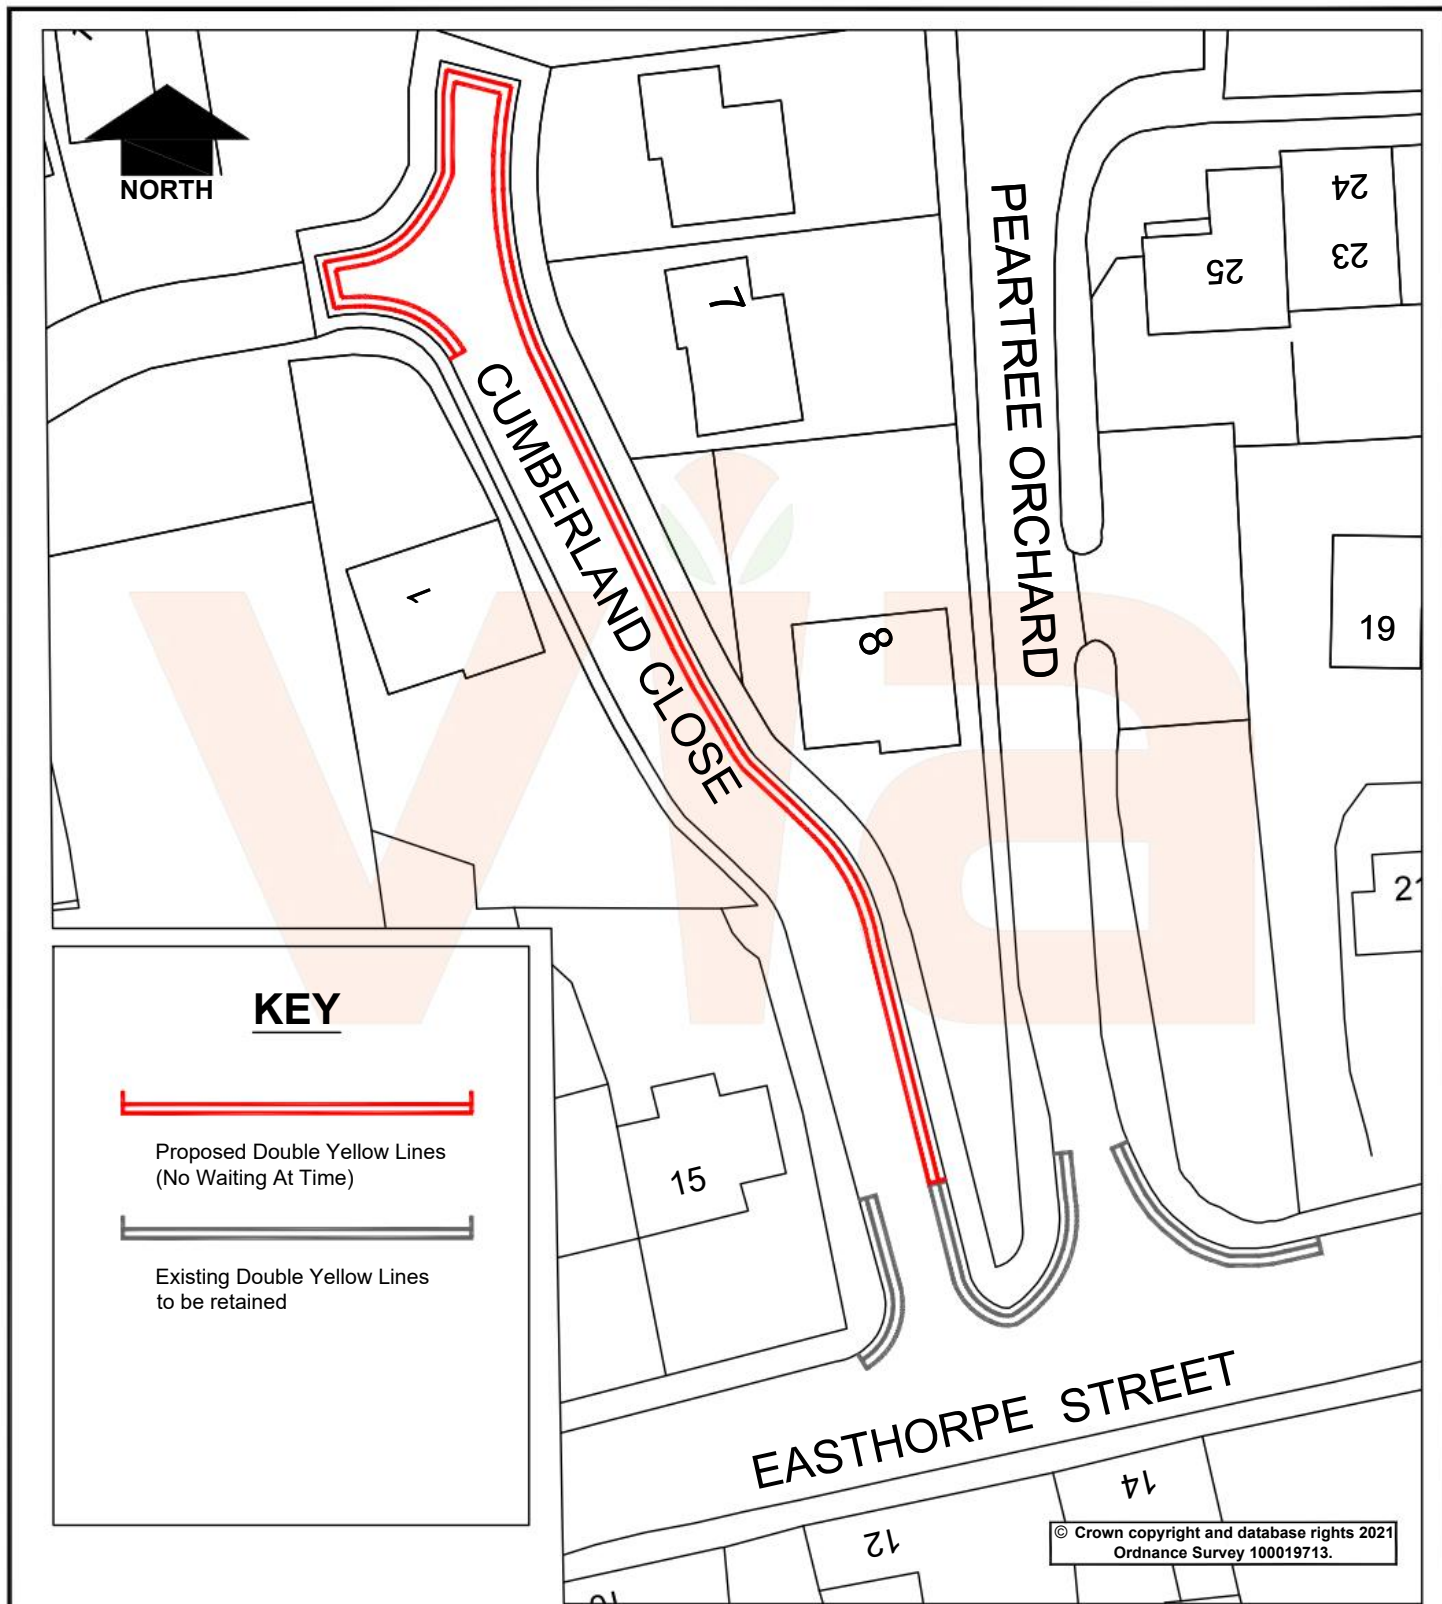 NORTH
24
23
25
PEARTREE ORCHARD
7
CUMBERLAND CLOSE
1
8
19
21
via
KEY
Proposed Double Yellow Lines
(No Waiting At Time)
Existing Double Yellow Lines
to be retained
15
EASTHORPE STREET
14
12
© Crown copyright and database rights 2021
Ordnance Survey 100019713.